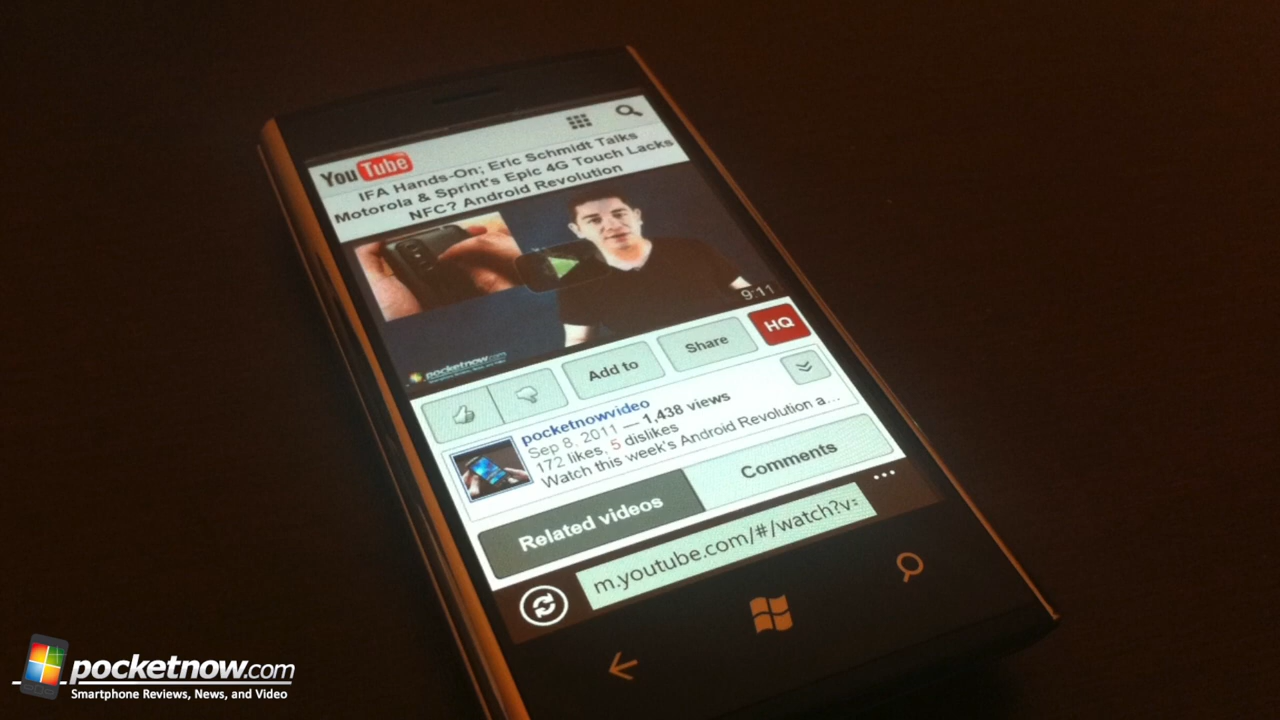 YouTube
IFA Hands-On; Eric Schmidt Talks
Motorola & Sprint's Epic 4G Touch Lacks
NFC? Android Revolution
9:11
pocketnow.com
Add to
Share
HQ
pocketnowvideo
Sep 8, 2011 — 1,438 views
172 likes, 5 dislikes
Watch this week's Android Revolution a...
Related videos
Comments
m.youtube.com/#/watch?v=
pocketnow.com
Smartphone Reviews, News, and Video